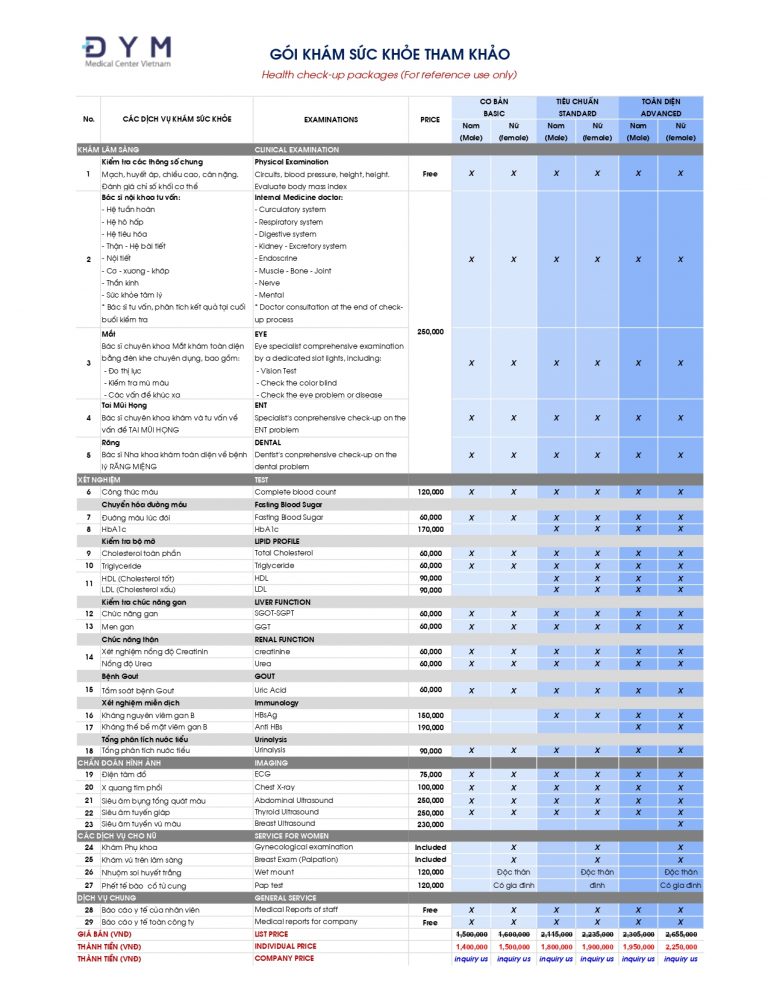 DYM
Medical Center Vietnam
GÓI KHÁM SỨC KHỎE THAM KHẢO
Health check-up packages (For reference use only)
No. CÁC DỊCH VỤ KHÁM SỨC KHỎE EXAMINATIONS PRICE CƠ BẢN BASIC TIÊU CHUẨN STANDARD TOÀN DIỆN ADVANCED
Nam (Male) Nữ (female) Nam (Male) Nữ (female) Nam (Male) Nữ (female)
KHÁM LÂM SÀNG CLINICAL EXAMINATION
Kiểm tra các thông số chung Physical Examination
1 Mạch, huyết áp, chiều cao, cân nặng. Circuits, blood pressure, height, height. Free X X X X X X
Đánh giá chỉ số khối cơ thể Evaluate body mass index
Bác sĩ nội khoa tư vấn: Internal Medicine doctor:
- Hệ tuần hoàn - Curculatory system
- Hệ hô hấp - Respiratory system
- Hệ tiêu hóa - Digestive system
- Thận - Hệ bài tiết - Kidney - Excretory system
2 - Nội tiết - Endoscrine X X X X X X
- Cơ - xương - khớp - Muscle - Bone - Joint
- Thần kinh - Nerve
- Sức khỏe tâm lý - Mental
* Bác sĩ tư vấn, phân tích kết quả tại cuối * Doctor consultation at the end of check-
buổi kiểm tra up process
250,000
Mắt EYE
Bác sĩ chuyên khoa Mắt khám toàn diện Eye specialist comprehensive examination
3 bằng đèn khe chuyên dụng, bao gồm: by a dedicated slot lights, including: X X X X X X
- Đo thị lực - Vision Test
- Kiểm tra mù màu - Check the color blind
- Các vấn đề khúc xạ - Check the eye problem or disease
Tai Mũi Họng ENT
4 Bác sĩ chuyên khoa khám và tư vấn về Specialist's conprehensive check-up on the X X X X X X
vấn đề TAI MŨI HỌNG ENT problem
Răng DENTAL
5 Bác sĩ Nha khoa khám toàn diện về bệnh Dentist's conprehensive check-up on the X X X X X X
lý RĂNG MIỆNG dental problem
XÉT NGHIỆM TEST
6 Công thức máu Complete blood count 120,000 X X X X X X
Chuyển hóa đường máu Fasting Blood Sugar
7 Đường máu lúc đói Fasting Blood Sugar 60,000 X X X X X X
8 HbA1c HbA1c 170,000 X X X X
Kiểm tra bộ mỡ LIPID PROFILE
9 Cholesterol toàn phần Total Cholesterol 60,000 X X X X X X
10 Triglyceride Triglyceride 60,000 X X X X X X
11 HDL (Cholesterol tốt) HDL 90,000 X X X X
LDL (Cholesterol xấu) LDL 90,000 X X X X
Kiểm tra chức năng gan LIVER FUNCTION
12 Chức năng gan SGOT-SGPT 60,000 X X X X X X
13 Men gan GGT 60,000 X X X X X X
Chức năng thận RENAL FUNCTION
14 Xét nghiệm nồng độ Creatinin creatinine 60,000 X X X X X X
Nồng độ Urea Urea 60,000 X X X X X X
Bệnh Gout GOUT
15 Tầm soát bệnh Gout Uric Acid 60,000 X X X X X X
Xét nghiệm miễn dịch Immunology
16 Kháng nguyên viêm gan B HBsAg 150,000 X X X X
17 Kháng thể bề mặt viêm gan B Anti HBs 190,000 X X
Tổng phân tích nước tiểu Urinalysis
18 Tổng phân tích nước tiểu Urinalysis 90,000 X X X X X X
CHẨN ĐOÁN HÌNH ẢNH IMAGING
19 Điện tâm đồ ECG 75,000 X X X X X X
20 X quang tim phổi Chest X-ray 100,000 X X X X X X
21 Siêu âm bụng tổng quát màu Abdominal Ultrasound 250,000 X X X X X X
22 Siêu âm tuyến giáp Thyroid Ultrasound 250,000 X X X X X X
23 Siêu âm tuyến vú màu Breast Ultrasound 230,000 X
CÁC DỊCH VỤ CHO NỮ SERVICE FOR WOMEN
24 Khám Phụ khoa Gynecological examination Included X X X
25 Khám vú trên lâm sàng Breast Exam (Palpation) Included X X X
26 Nhuộm soi huyết trắng Wet mount 120,000 Độc thân Độc thân Độc thân
27 Phết tế bào cổ tử cung Pap test 120,000 Có gia đình đình Có gia đình
DỊCH VỤ CHUNG GENERAL SERVICE
28 Báo cáo y tế của nhân viên Medical Reports of staff Free X X X X X X
29 Báo cáo y tế toàn công ty Medical reports for company Free X X X X X X
GIÁ BÁN (VNĐ) LIST PRICE 1,500,000 1,600,000 2,115,000 2,235,000 2,305,000 2,655,000
THÀNH TIỀN (VNĐ) INDIVIDUAL PRICE 1,400,000 1,500,000 1,800,000 1,900,000 1,950,000 2,250,000
THÀNH TIỀN (VNĐ) COMPANY PRICE inquiry us inquiry us inquiry us inquiry us inquiry us inquiry us